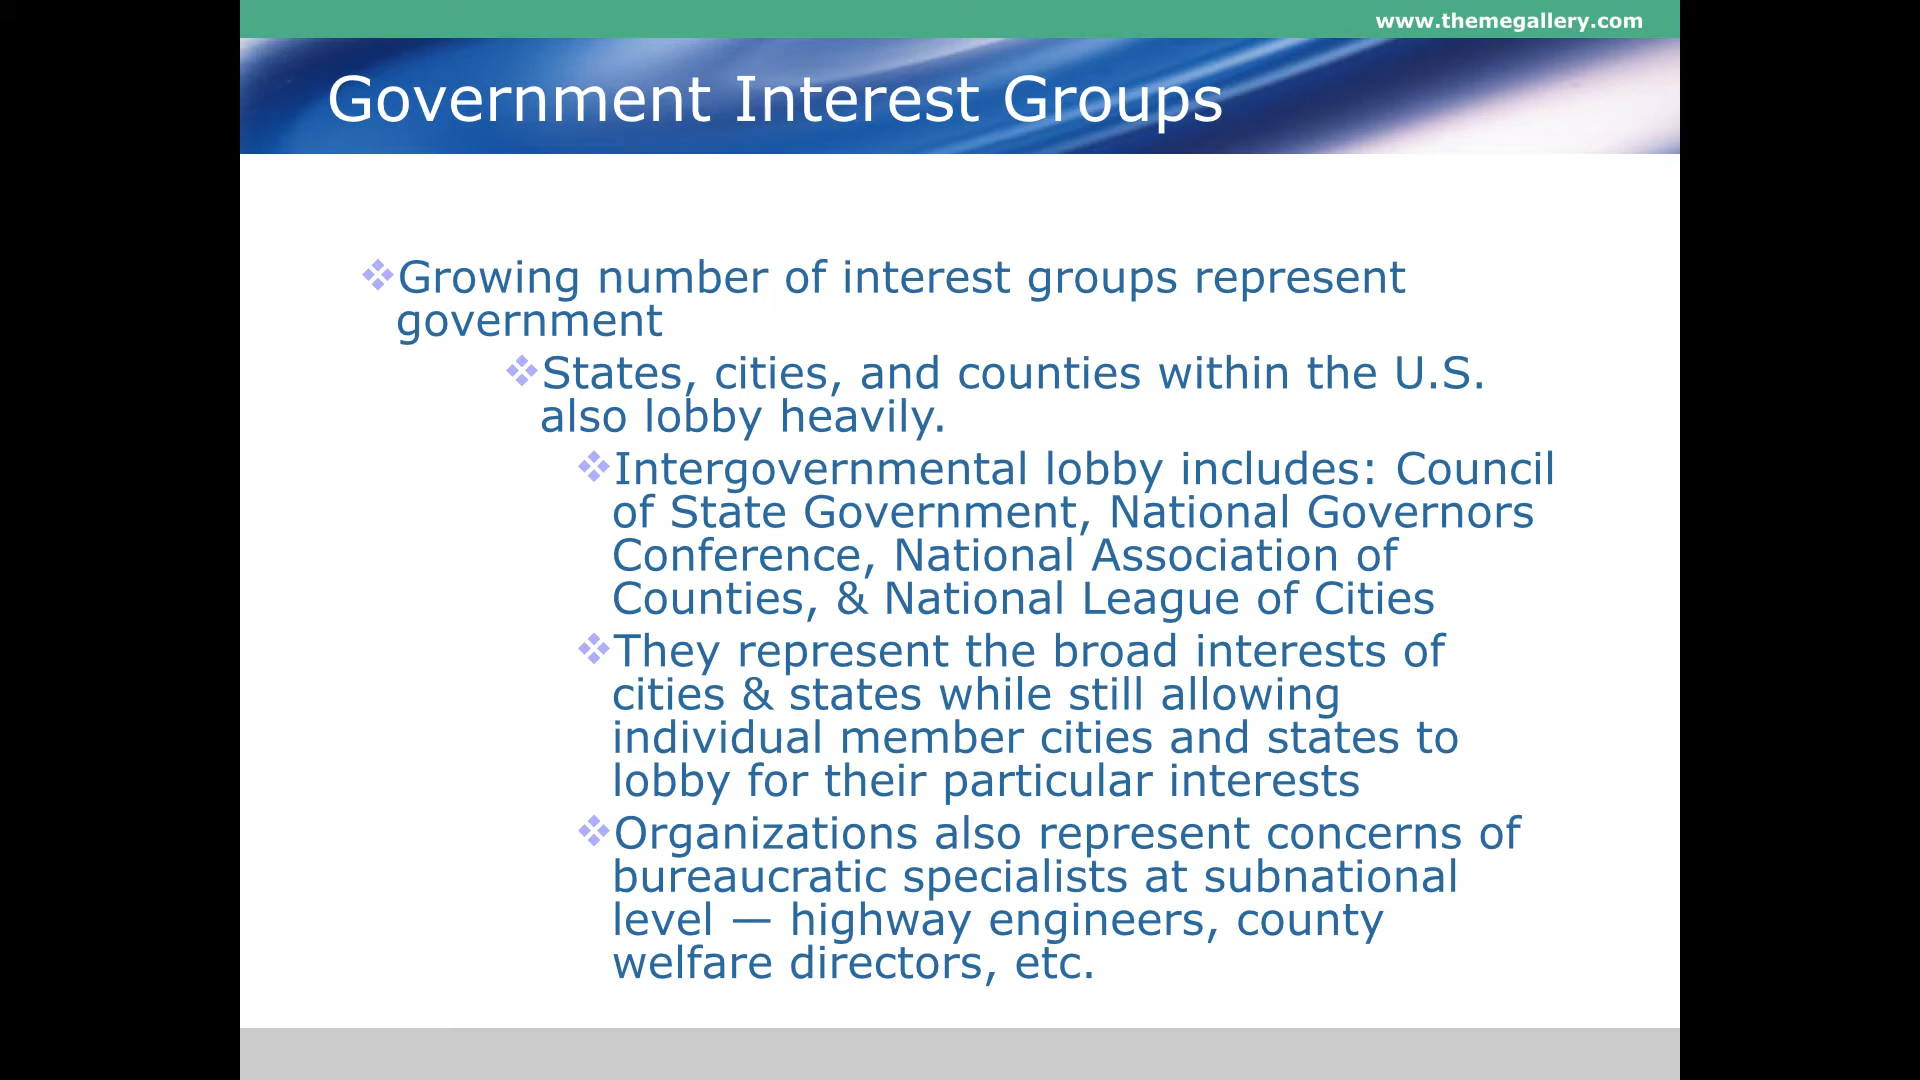 www.themegallery.com
Government Interest Groups
❖Growing number of interest groups represent
government
❖States, cities, and counties within the U.S.
also lobby heavily.
❖Intergovernmental lobby includes: Council
of State Government, National Governors
Conference, National Association of
Counties, & National League of Cities
❖They represent the broad interests of
cities & states while still allowing
individual member cities and states to
lobby for their particular interests
❖Organizations also represent concerns of
bureaucratic specialists at subnational
level — highway engineers, county
welfare directors, etc.